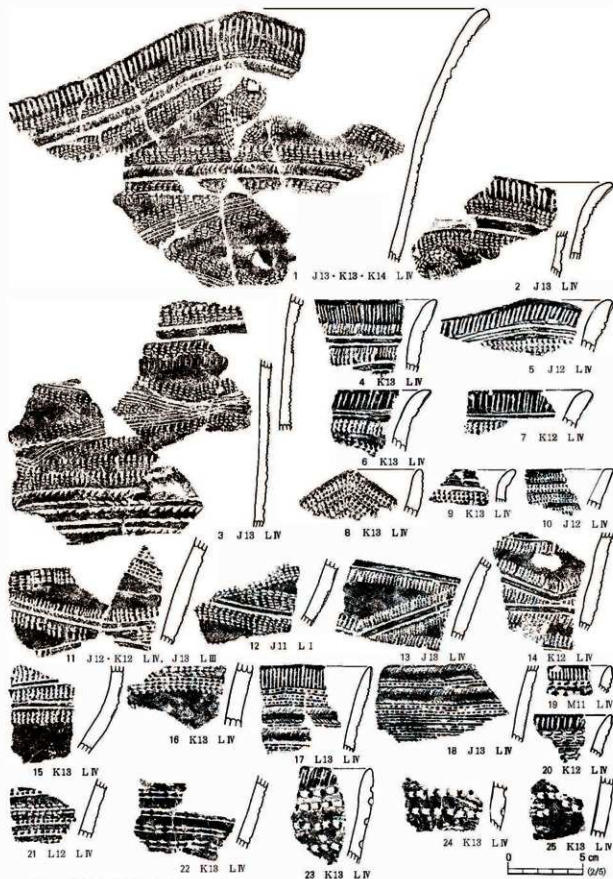 1 J13・K13・K14 LⅣ
2 J13 LⅣ
3 J13 LⅣ
4 K13 LⅣ
5 J12 LⅣ
6 K13 LⅣ
7 K12 LⅣ
8 K13 LⅣ
9 K13 LⅣ
10 J12 LⅣ
11 J12・K12 LⅣ, J13 LⅢ
12 J11 LⅠ
13 J13 LⅣ
14 K12 LⅣ
15 K13 LⅣ
16 K13 LⅣ
17 L13 LⅣ
18 J13 LⅣ
19 M11 LⅣ
20 K12 LⅣ
21 L12 LⅣ
22 K13 LⅣ
23 K13 LⅣ
24 K13 LⅣ
25 K13 LⅣ
0 5 cm
(2/5)